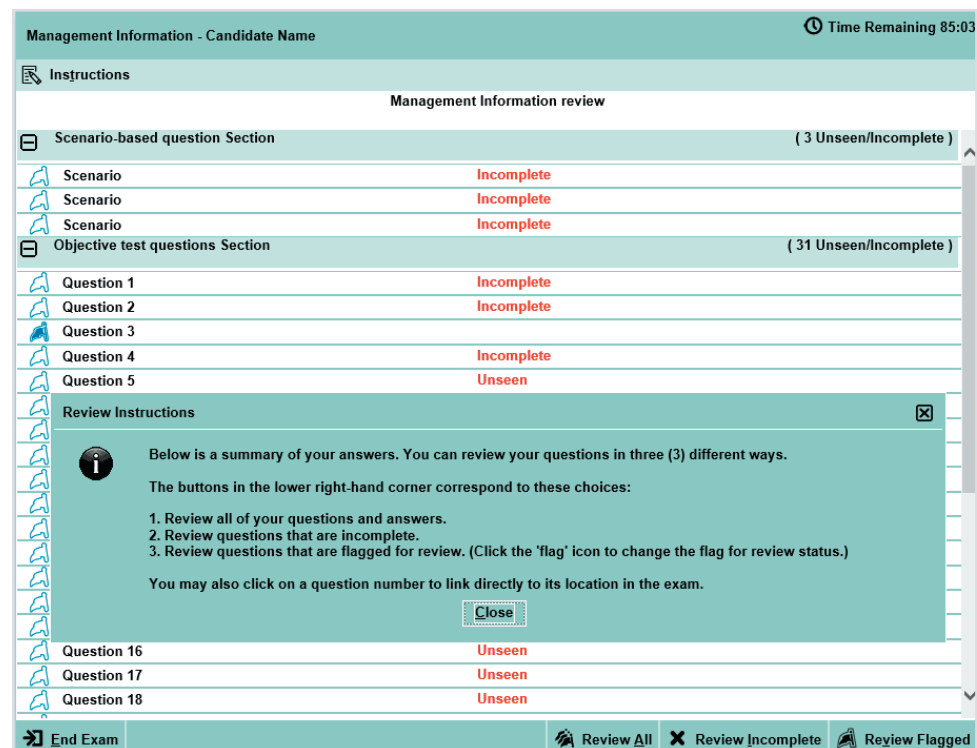 Management Information - Candidate Name
Time Remaining 85:03
Instructions
Management Information review
Scenario-based question Section ( 3 Unseen/Incomplete )
Scenario Incomplete
Scenario Incomplete
Scenario Incomplete
Objective test questions Section ( 31 Unseen/Incomplete )
Question 1 Incomplete
Question 2 Incomplete
Question 3
Question 4 Incomplete
Question 5 Unseen
Review Instructions
Below is a summary of your answers. You can review your questions in three (3) different ways.
The buttons in the lower right-hand corner correspond to these choices:
1. Review all of your questions and answers.
2. Review questions that are incomplete.
3. Review questions that are flagged for review. (Click the 'flag' icon to change the flag for review status.)
You may also click on a question number to link directly to its location in the exam.
Close
Question 16 Unseen
Question 17 Unseen
Question 18 Unseen
End Exam Review All Review Incomplete Review Flagged